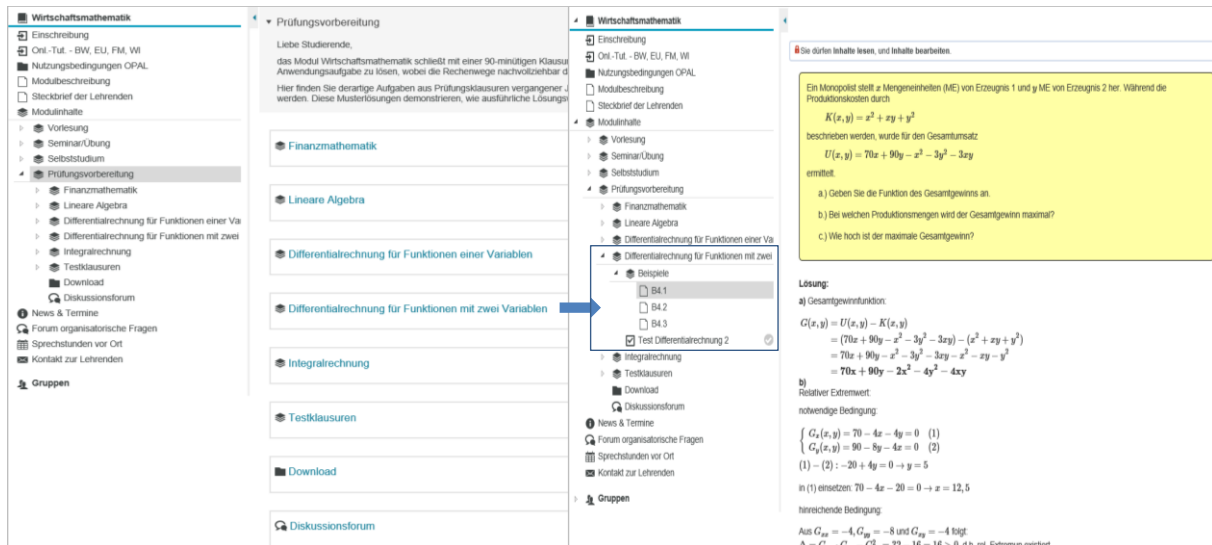 Wirtschaftsmathematik
Einschreibung
Onl.-Tut. - BW, EU, FM, WI
Nutzungsbedingungen OPAL
Modulbeschreibung
Steckbrief der Lehrenden
Modulinhalte
Vorlesung
Seminar/Übung
Selbststudium
Prüfungsvorbereitung
Finanzmathematik
Lineare Algebra
Differentialrechnung für Funktionen einer Va
Differentialrechnung für Funktionen mit zwei
Integralrechnung
Testklausuren
Download
Diskussionsforum
News & Termine
Forum organisatorische Fragen
Sprechstunden vor Ort
Kontakt zur Lehrenden
Gruppen
Prüfungsvorbereitung
Liebe Studierende,
das Modul Wirtschaftsmathematik schließt mit einer 90-minütigen Klausur
Anwendungsaufgabe zu lösen, wobei die Rechenwege nachvollziehbar d
Hier finden Sie derartige Aufgaben aus Prüfungsklausuren vergangener J
werden. Diese Musterlösungen demonstrieren, wie ausführliche Lösungsw
Finanzmathematik
Lineare Algebra
Differentialrechnung für Funktionen einer Variablen
Differentialrechnung für Funktionen mit zwei Variablen
Integralrechnung
Testklausuren
Download
Diskussionsforum
Wirtschaftsmathematik
Einschreibung
Onl.-Tut. - BW, EU, FM, WI
Nutzungsbedingungen OPAL
Modulbeschreibung
Steckbrief der Lehrenden
Modulinhalte
Vorlesung
Seminar/Übung
Selbststudium
Prüfungsvorbereitung
Finanzmathematik
Lineare Algebra
Differentialrechnung für Funktionen einer Va
Differentialrechnung für Funktionen mit zwei
Beispiele
B4.1
B4.2
B4.3
Test Differentialrechnung 2
Integralrechnung
Testklausuren
Download
Diskussionsforum
News & Termine
Forum organisatorische Fragen
Sprechstunden vor Ort
Kontakt zur Lehrenden
Gruppen
Sie dürfen Inhalte lesen, und Inhalte bearbeiten.
Ein Monopolist stellt x Mengeneinheiten (ME) von Erzeugnis 1 und y ME von Erzeugnis 2 her. Während die
Produktionskosten durch
K(x, y) = x² + xy + y²
beschrieben werden, wurde für den Gesamtumsatz
U(x, y) = 70x + 90y − x² − 3y² − 3xy
ermittelt.
a.) Geben Sie die Funktion des Gesamtgewinns an.
b.) Bei welchen Produktionsmengen wird der Gesamtgewinn maximal?
c.) Wie hoch ist der maximale Gesamtgewinn?
Lösung:
a) Gesamtgewinnfunktion:
G(x, y) = U(x, y) − K(x, y)
= (70x + 90y − x² − 3y² − 3xy) − (x² + xy + y²)
= 70x + 90y − x² − 3y² − 3xy − x² − xy − y²
= 70x + 90y − 2x² − 4y² − 4xy
b)
Relativer Extremwert:
notwendige Bedingung:
{ Gₓ(x, y) = 70 − 4x − 4y = 0 (1)
G_y(x, y) = 90 − 8y − 4x = 0 (2)
(1) − (2) : −20 + 4y = 0 → y = 5
in (1) einsetzen: 70 − 4x − 20 = 0 → x = 12, 5
hinreichende Bedingung:
Aus G_xx = −4, G_yy = −8 und G_xy = −4 folgt: